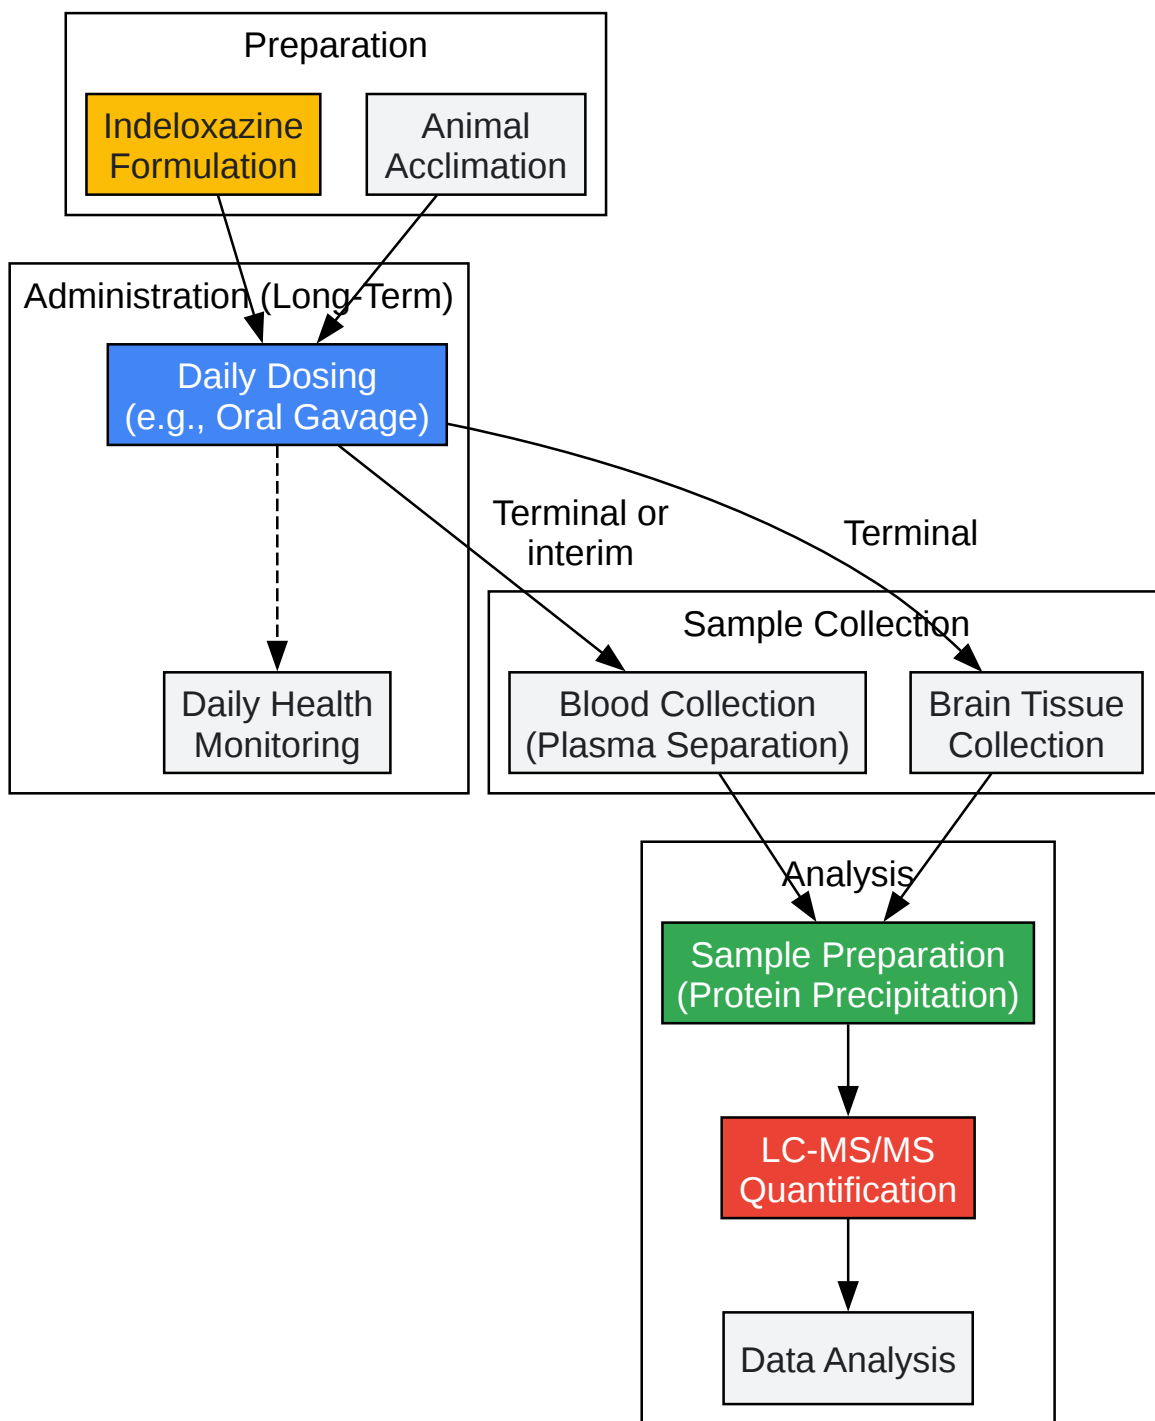 Preparation
Indeloxazine
Formulation
Animal
Acclimation
Administration (Long-Term)
Daily Dosing
(e.g., Oral Gavage)
Terminal or
interim
Terminal
Daily Health
Monitoring
Sample Collection
Blood Collection
(Plasma Separation)
Brain Tissue
Collection
Analysis
Sample Preparation
(Protein Precipitation)
LC-MS/MS
Quantification
Data Analysis